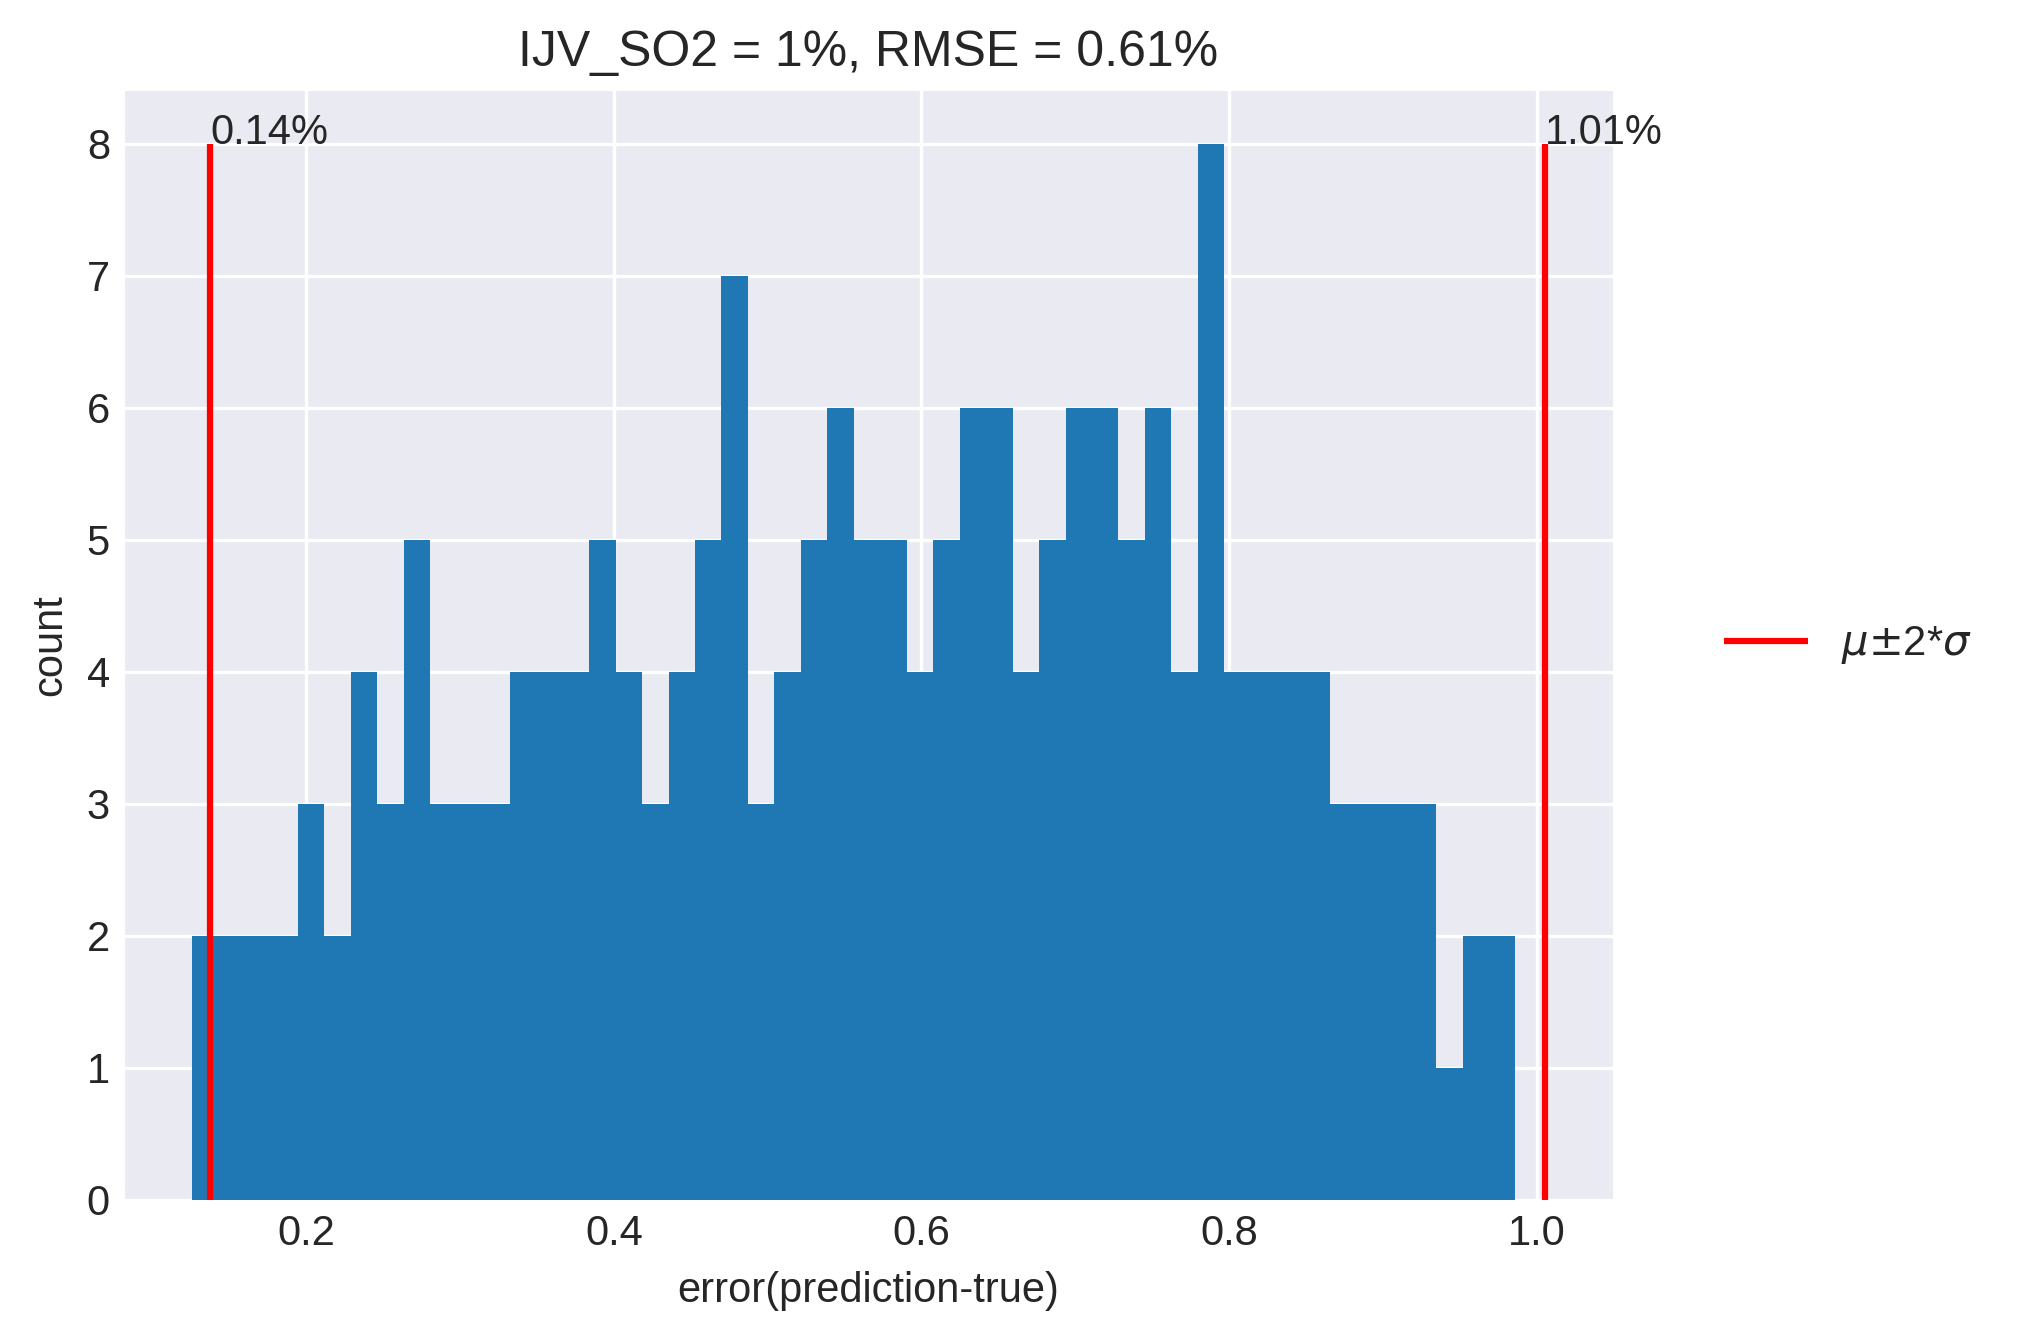 IJV_SO2 = 1%, RMSE = 0.61%
0.14%
1.01%
8
7
6
5
4
3
2
1
0
count
0.2 0.4 0.6 0.8 1.0
error(prediction-true)
μ±2*σ